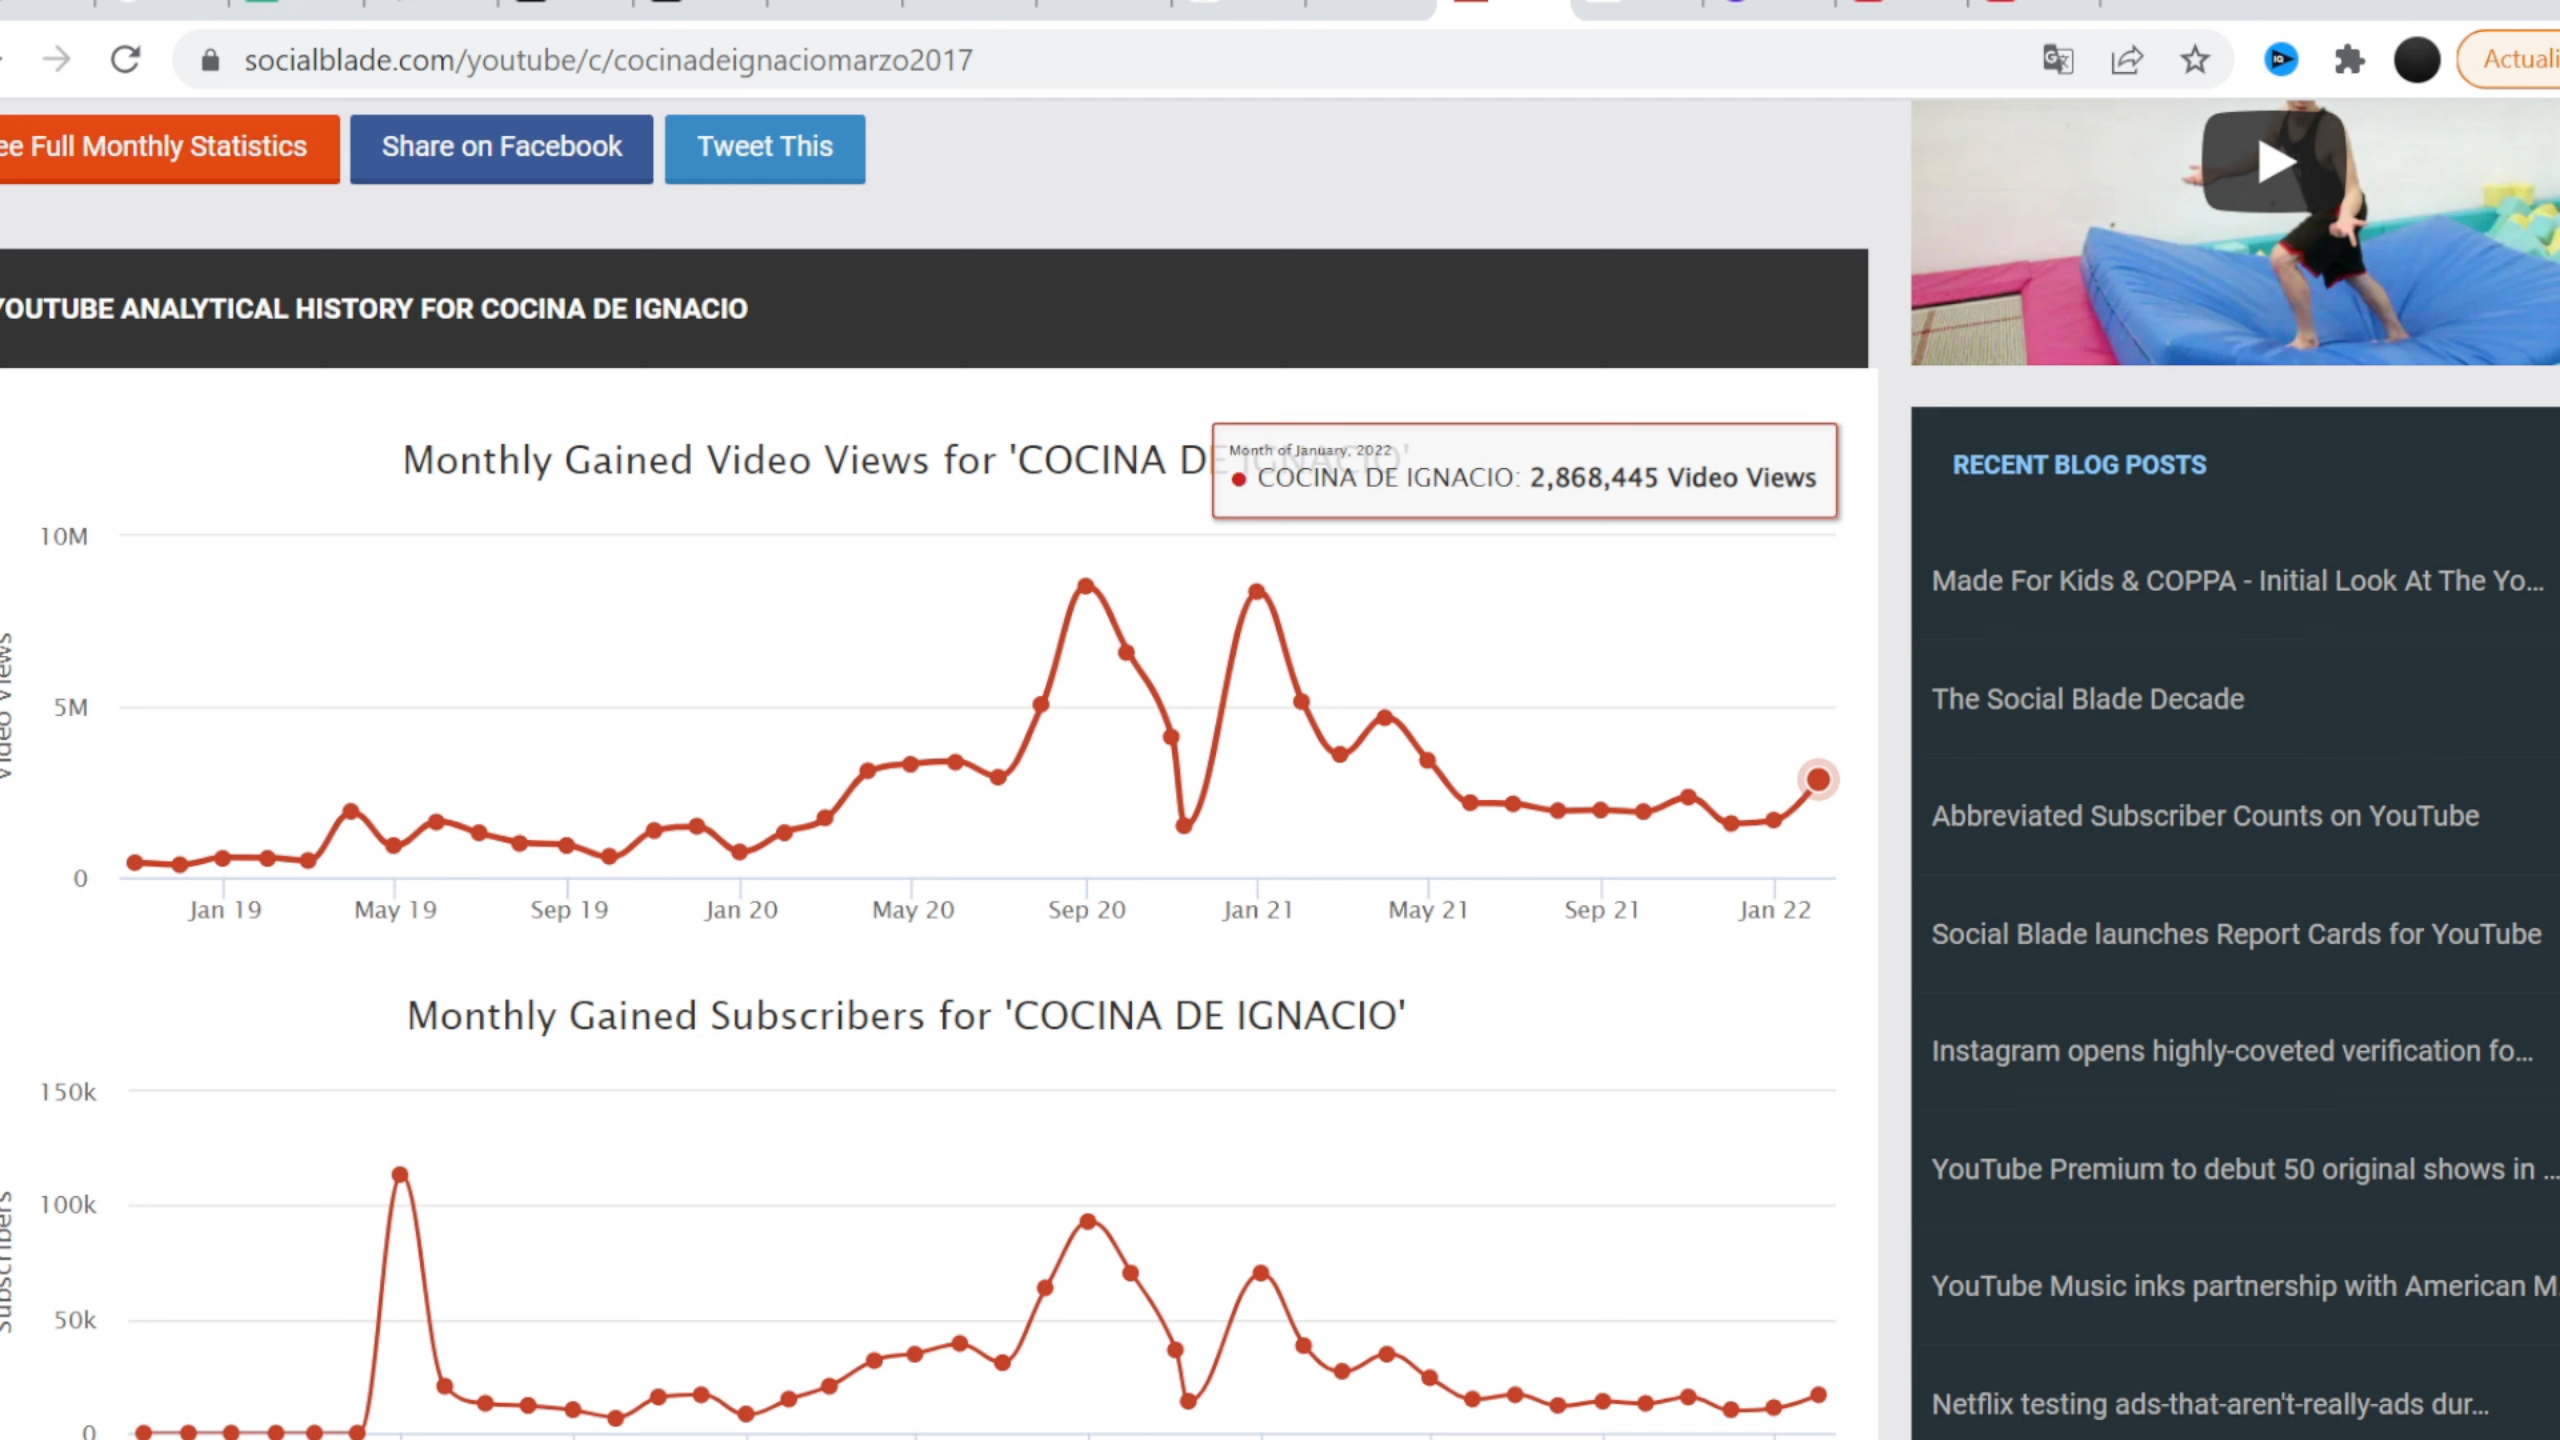 socialblade.com/youtube/c/cocinadeignaciomarzo2017
Actuali
ee Full Monthly Statistics
Share on Facebook
Tweet This
YOUTUBE ANALYTICAL HISTORY FOR COCINA DE IGNACIO
Monthly Gained Video Views for 'COCINA DE IGNACIO'
Month of January, 2022
COCINA DE IGNACIO: 2,868,445 Video Views
Video Views
10M
5M
0
Jan 19 May 19 Sep 19 Jan 20 May 20 Sep 20 Jan 21 May 21 Sep 21 Jan 22
Monthly Gained Subscribers for 'COCINA DE IGNACIO'
Subscribers
150k
100k
50k
0
RECENT BLOG POSTS
Made For Kids & COPPA - Initial Look At The Yo...
The Social Blade Decade
Abbreviated Subscriber Counts on YouTube
Social Blade launches Report Cards for YouTube
Instagram opens highly-coveted verification fo...
YouTube Premium to debut 50 original shows in ...
YouTube Music inks partnership with American M.
Netflix testing ads-that-aren't-really-ads dur...